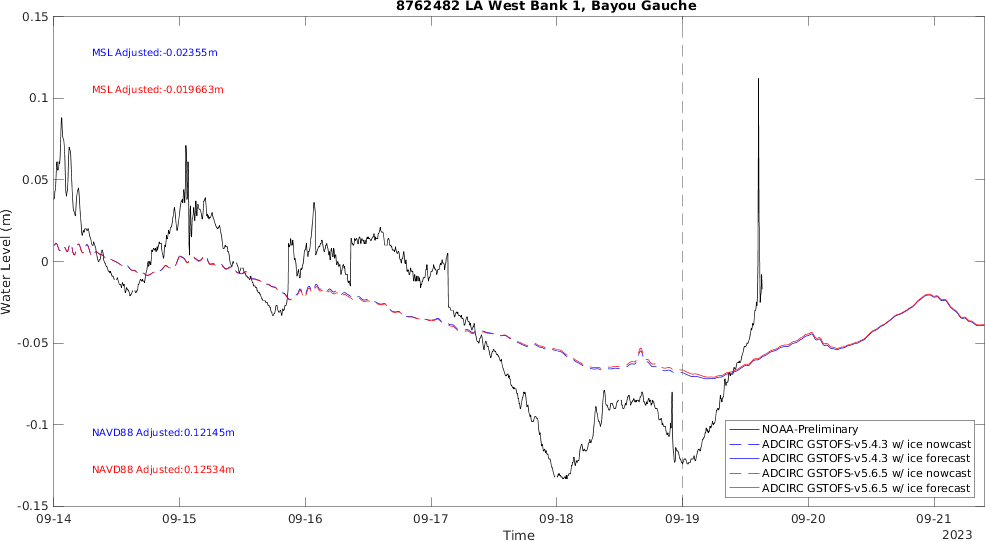 8762482 LA West Bank 1, Bayou Gauche
0.15
MSL Adjusted:-0.02355m
MSL Adjusted:-0.019663m
0.1
0.05
0
Water Level (m)
-0.05
-0.1
NAVD88 Adjusted:0.12145m
NAVD88 Adjusted:0.12534m
NOAA-Preliminary
ADCIRC GSTOFS-v5.4.3 w/ ice nowcast
ADCIRC GSTOFS-v5.4.3 w/ ice forecast
ADCIRC GSTOFS-v5.6.5 w/ ice nowcast
ADCIRC GSTOFS-v5.6.5 w/ ice forecast
-0.15
09-14 09-15 09-16 09-17 09-18 09-19 09-20 09-21
Time
2023